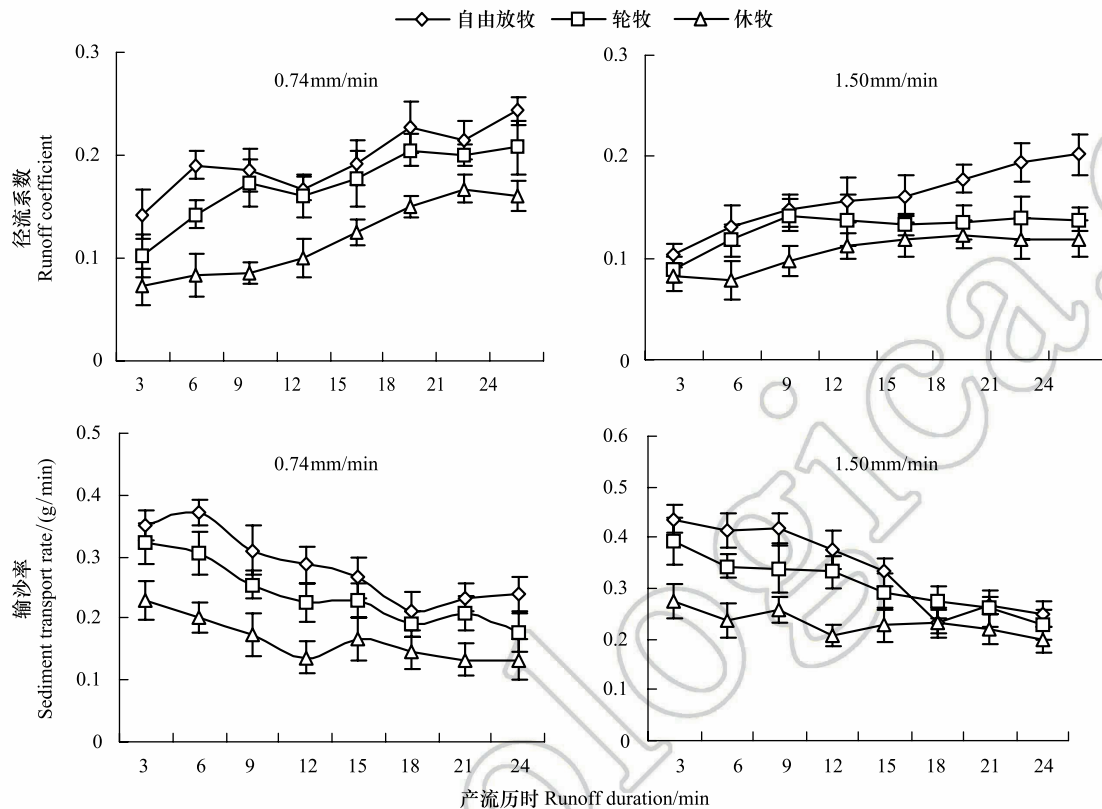 自由放牧 轮牧 休牧
径流系数
Runoff coefficient
0.3
0.2
0.1
0
0.74mm/min
3 6 9 12 15 18 21 24
0.3
0.2
0.1
0
1.50mm/min
3 6 9 12 15 18 21 24
输沙率
Sediment transport rate/(g/min)
0.5
0.4
0.3
0.2
0.1
0
0.74mm/min
3 6 9 12 15 18 21 24
0.6
0.5
0.4
0.3
0.2
0.1
0
1.50mm/min
3 6 9 12 15 18 21 24
产流历时 Runoff duration/min
ologica